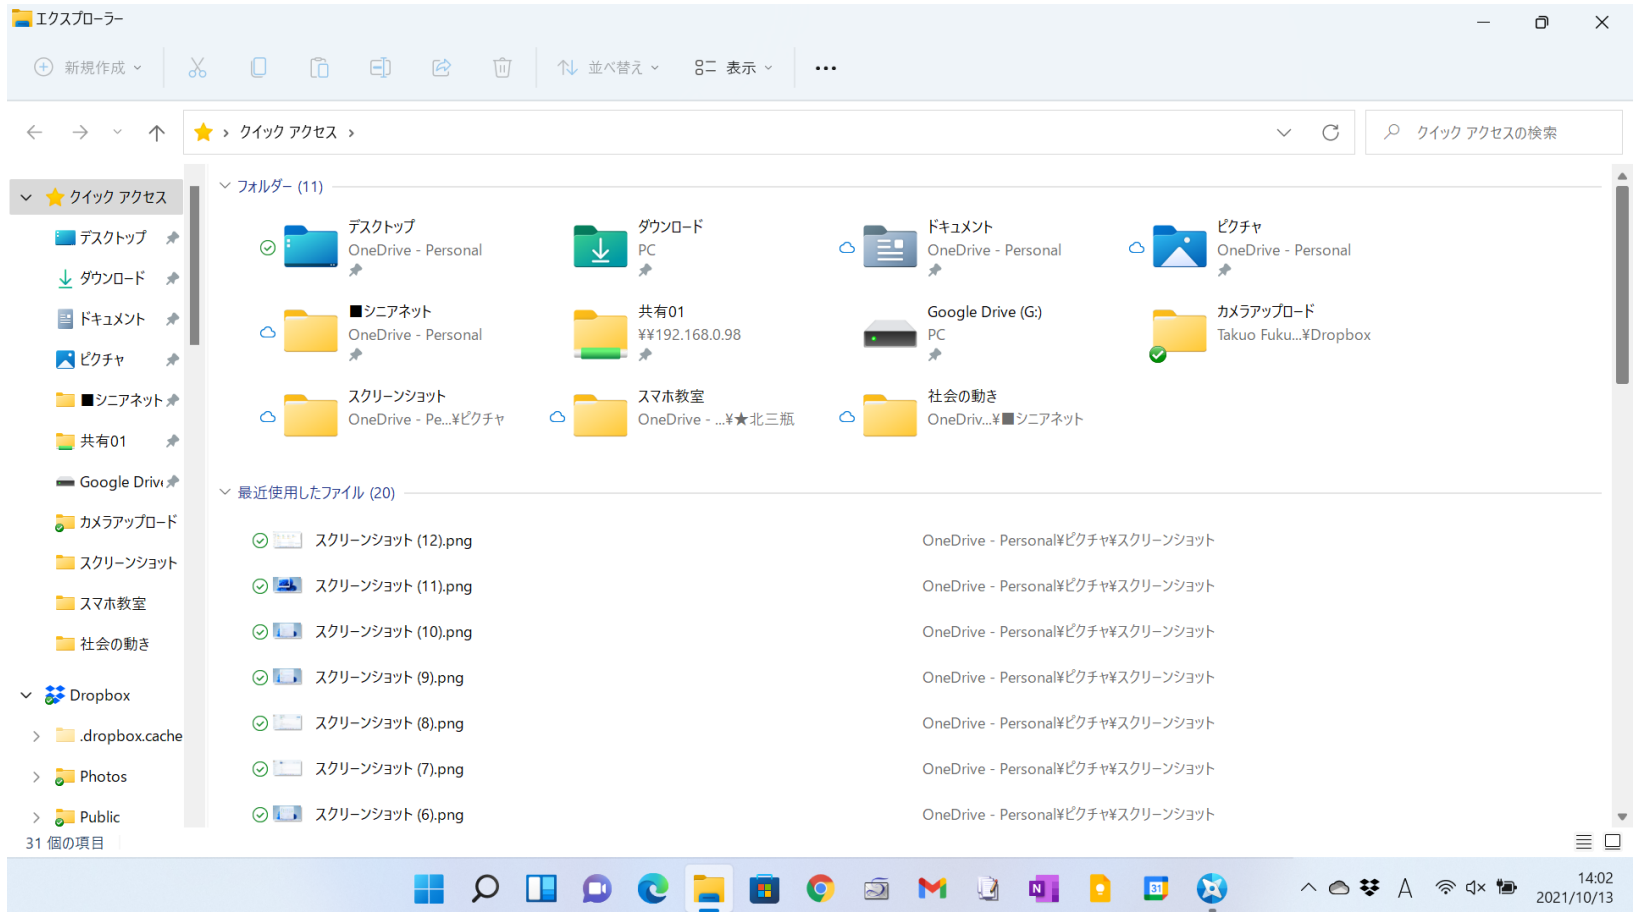 エクスプローラー
新規作成
並べ替え
表示
クイック アクセス
クイック アクセスの検索
クイック アクセス
デスクトップ
ダウンロード
ドキュメント
ピクチャ
■シニアネット
共有01
Google Driv
カメラアップロード
スクリーンショット
スマホ教室
社会の動き
Dropbox
.dropbox.cache
Photos
Public
フォルダー (11)
デスクトップ
OneDrive - Personal
ダウンロード
PC
ドキュメント
OneDrive - Personal
ピクチャ
OneDrive - Personal
■シニアネット
OneDrive - Personal
共有01
¥¥192.168.0.98
Google Drive (G:)
PC
カメラアップロード
Takuo Fuku...¥Dropbox
スクリーンショット
OneDrive - Pe...¥ピクチャ
スマホ教室
OneDrive - ...¥★北三瓶
社会の動き
OneDriv...¥■シニアネット
最近使用したファイル (20)
スクリーンショット (12).png
OneDrive - Personal¥ピクチャ¥スクリーンショット
スクリーンショット (11).png
OneDrive - Personal¥ピクチャ¥スクリーンショット
スクリーンショット (10).png
OneDrive - Personal¥ピクチャ¥スクリーンショット
スクリーンショット (9).png
OneDrive - Personal¥ピクチャ¥スクリーンショット
スクリーンショット (8).png
OneDrive - Personal¥ピクチャ¥スクリーンショット
スクリーンショット (7).png
OneDrive - Personal¥ピクチャ¥スクリーンショット
スクリーンショット (6).png
OneDrive - Personal¥ピクチャ¥スクリーンショット
31 個の項目
N
31
A
14:02
2021/10/13